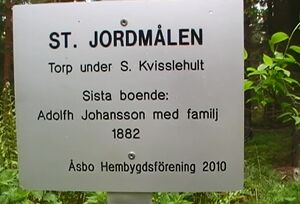 ST. JORDMÅLEN
Torp under S. Kvisslehult
Sista boende:
Adolfh Johansson med familj
1882
Åsbo Hembygdsförening 2010